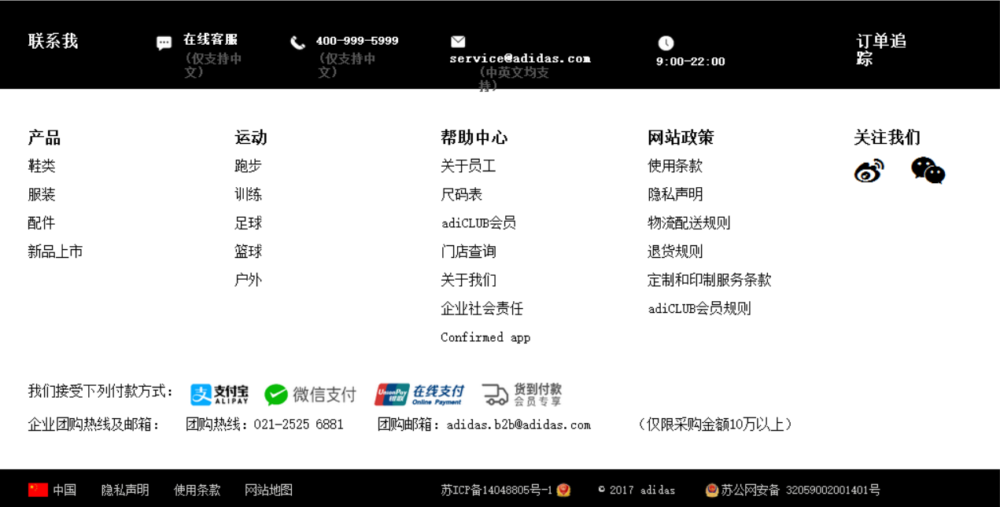 联系我 在线客服 400-999-5999 订单追
(仅支持中 (仅支持中 service@adidas.com 9:00-22:00 踪
文) 文) (中英文均支
持)
产品 运动 帮助中心 网站政策 关注我们
鞋类 跑步 关于员工 使用条款
服装 训练 尺码表 隐私声明
配件 足球 adiCLUB会员 物流配送规则
新品上市 篮球 门店查询 退货规则
户外 关于我们 定制和印制服务条款
企业社会责任 adiCLUB会员规则
Confirmed app
我们接受下列付款方式: 支 支付宝 ALIPAY 微信支付 UnionPay 银联 在线支付 Online Payment 货到付款 会员专享
企业团购热线及邮箱: 团购热线:021-2525 6881 团购邮箱:adidas.b2b@adidas.com (仅限采购金额10万以上)
中国 隐私声明 使用条款 网站地图 苏ICP备14048805号-1 © 2017 adidas 苏公网安备 32059002001401号